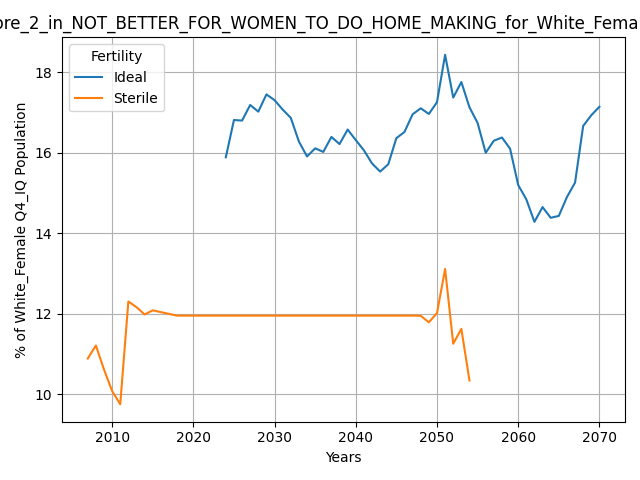 ore_2_in_NOT_BETTER_FOR_WOMEN_TO_DO_HOME_MAKING_for_White_Fema
Fertility
Ideal
Sterile
% of White_Female Q4_IQ Population
18
16
14
12
10
2010 2020 2030 2040 2050 2060 2070
Years